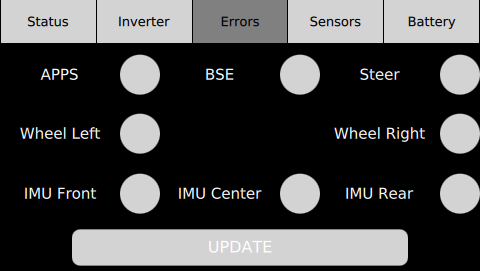 Status Inverter Errors Sensors Battery
APPS BSE Steer
Wheel Left Wheel Right
IMU Front IMU Center IMU Rear
UPDATE